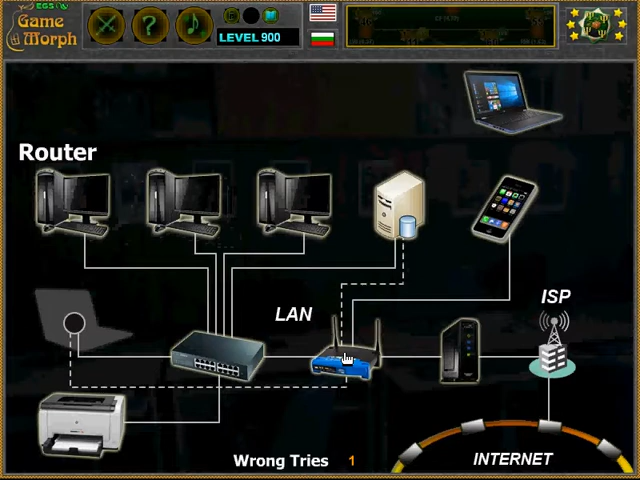 EGS
Game
Morph
LEVEL 900
Router
LAN
ISP
Wrong Tries 1
INTERNET